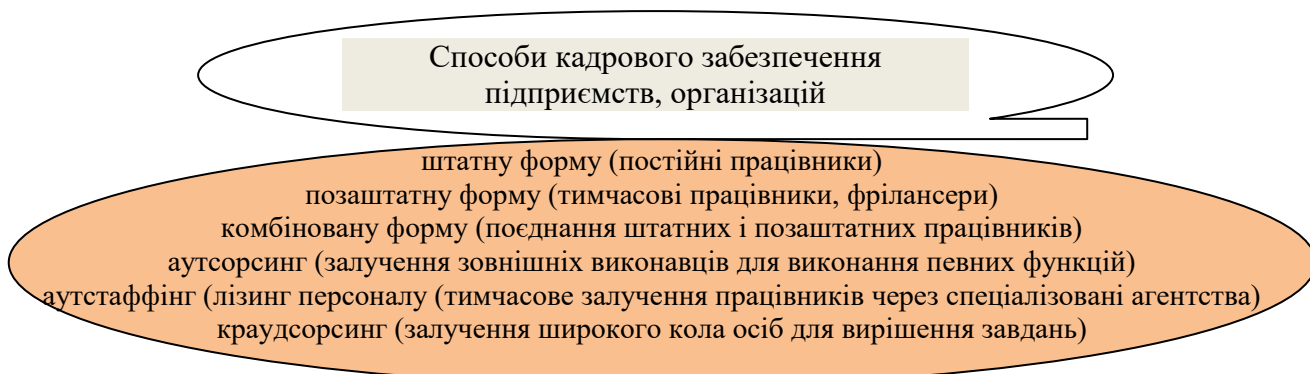 Способи кадрового забезпечення
підприємств, організацій
штатну форму (постійні працівники)
позаштатну форму (тимчасові працівники, фрілансери)
комбіновану форму (поєднання штатних і позаштатних працівників)
аутсорсинг (залучення зовнішніх виконавців для виконання певних функцій)
аутстаффінг (лізинг персоналу (тимчасове залучення працівників через спеціалізовані агентства)
краудсорсинг (залучення широкого кола осіб для вирішення завдань)